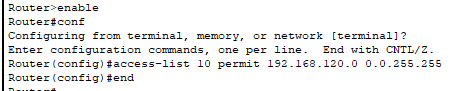 Router>enable
Router#conf
Configuring from terminal, memory, or network [terminal]?
Enter configuration commands, one per line.  End with CNTL/Z.
Router(config)#access-list 10 permit 192.168.120.0 0.0.255.255
Router(config)#end
Router#